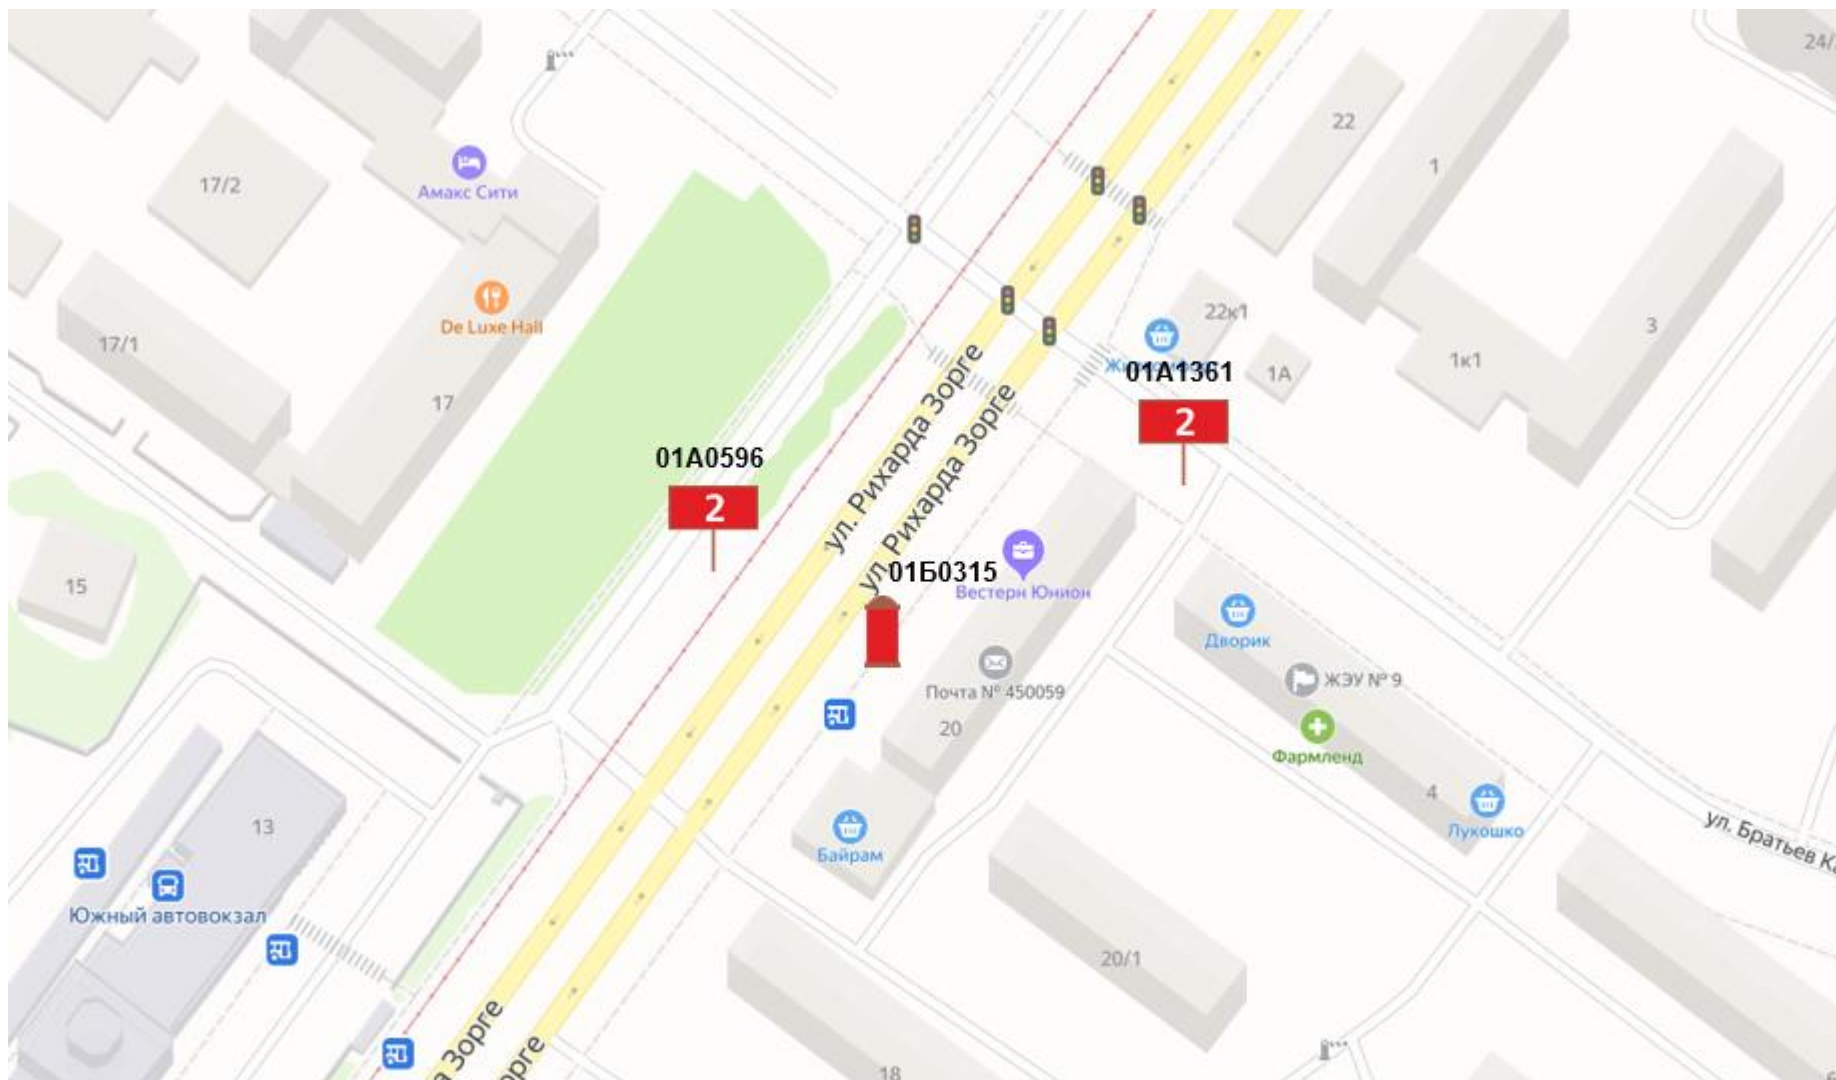 24/
22
1
17/2
Амакс Сити
De Luxe Hall
22к1
3
17/1
1к1
1А
01А1361
2
17
ул. Рихарда Зорге
ул. Рихарда Зорге
01А0596
2
01Б0315
Вестерн Юнион
15
Дворик
ЖЭУ № 9
Почта № 450059
20
Фармленд
4
Лукошко
ул. Братьев Ка
13
Байрам
Южный автовокзал
20/1
Зорге
орге
18